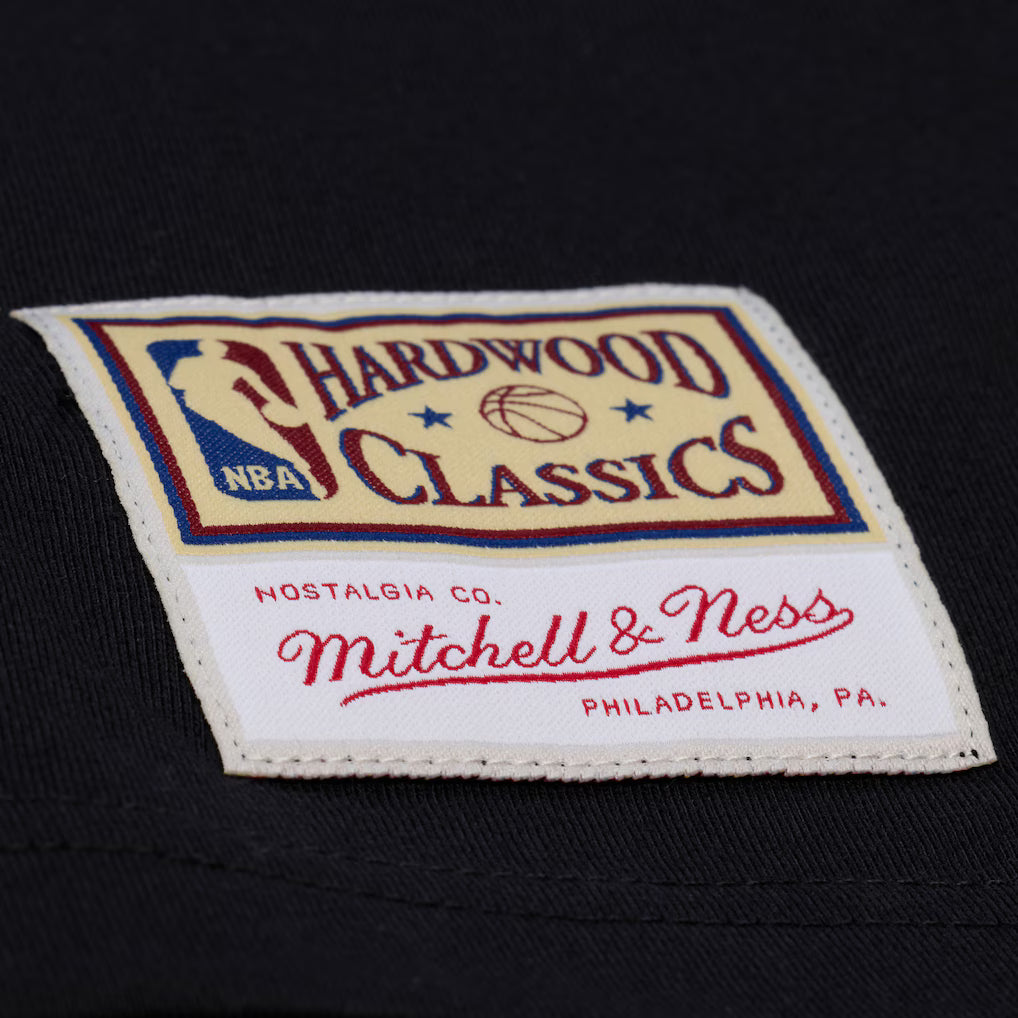 NBA
HARDWOOD
CLASSICS
NOSTALGIA CO.
Mitchell & Ness
PHILADELPHIA, PA.